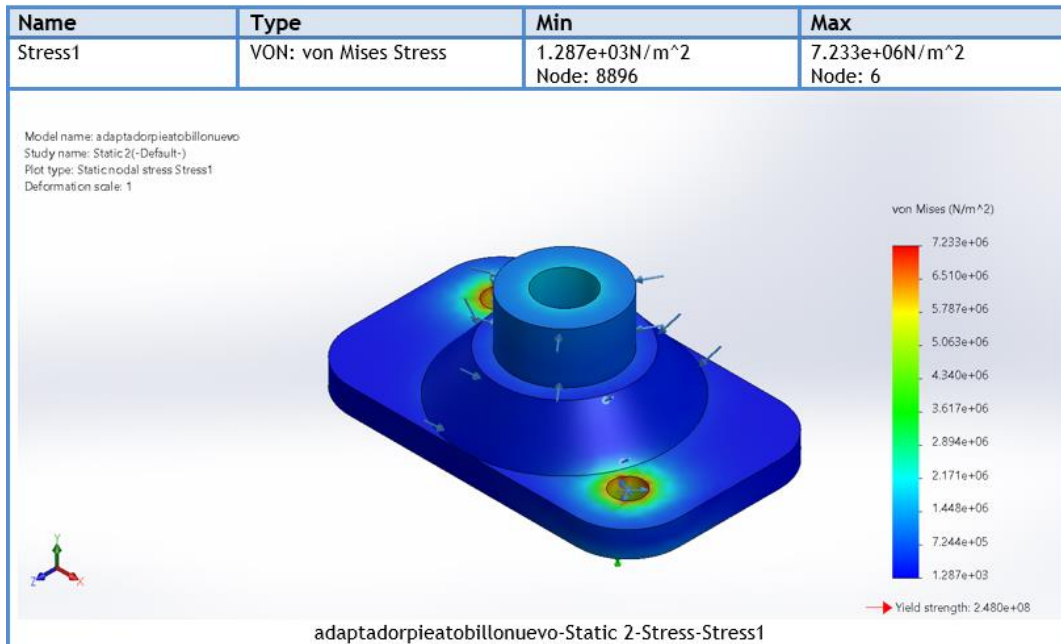 Name Type Min Max
Stress1 VON: von Mises Stress 1.287e+03N/m^2 7.233e+06N/m^2
Node: 8896 Node: 6
Model name: adaptadorpieatobillonuevo
Study name: Static 2(-Default-)
Plot type: Static nodal stress Stress1
Deformation scale: 1
von Mises (N/m^2)
7.233e+06
6.510e+06
5.787e+06
5.063e+06
4.340e+06
3.617e+06
2.894e+06
2.171e+06
1.448e+06
7.244e+05
1.287e+03
Yield strength: 2.480e+08
Y
Z
X
adaptadorpieatobillonuevo-Static 2-Stress-Stress1